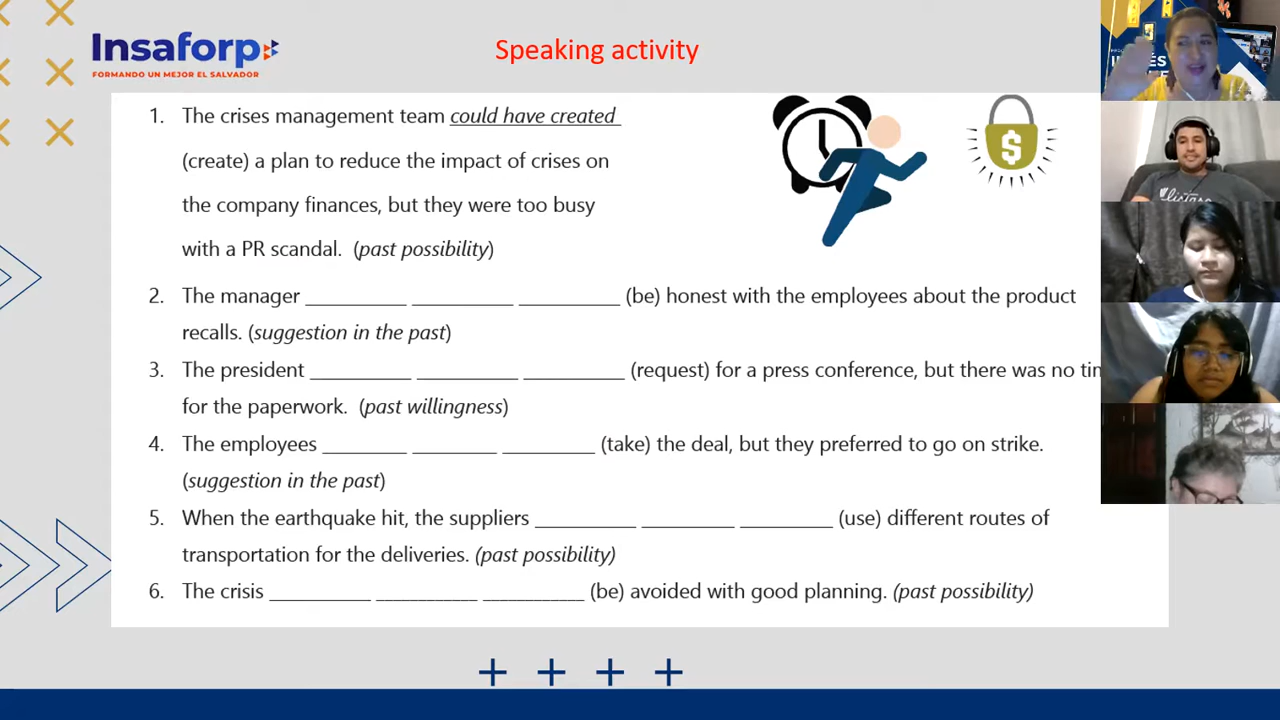 Insaforp
FORMANDO UN MEJOR EL SALVADOR
Speaking activity
1. The crises management team could have created
(create) a plan to reduce the impact of crises on
the company finances, but they were too busy
with a PR scandal. (past possibility)
2. The manager __________ __________ __________ (be) honest with the employees about the product
recalls. (suggestion in the past)
3. The president __________ __________ __________ (request) for a press conference, but there was no
for the paperwork. (past willingness)
4. The employees ________ ________ _________ (take) the deal, but they preferred to go on strike.
(suggestion in the past)
5. When the earthquake hit, the suppliers __________ _________ _________ (use) different routes of
transportation for the deliveries. (past possibility)
6. The crisis __________ __________ __________ (be) avoided with good planning. (past possibility)
$